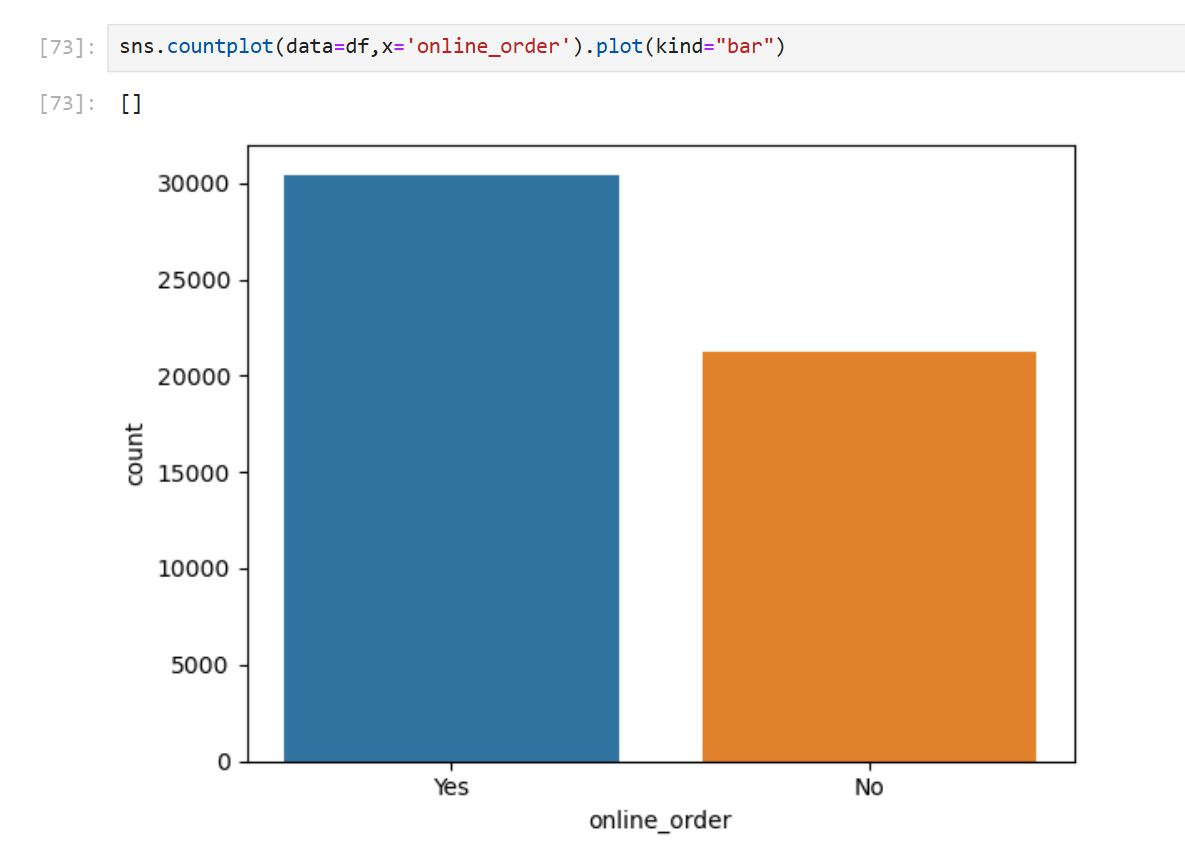 [73]: sns.countplot(data=df,x='online_order').plot(kind="bar")
[73]: []
30000
25000
20000
15000
10000
5000
0
count
Yes No
online_order